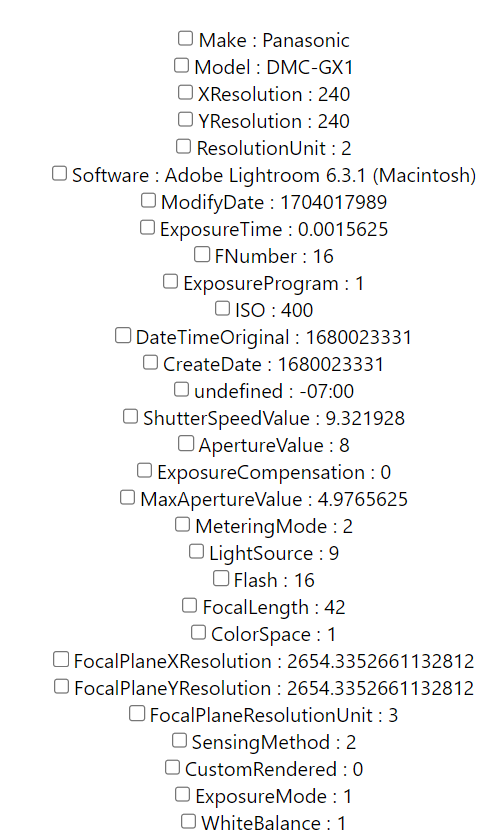 Make : Panasonic
Model : DMC-GX1
XResolution : 240
YResolution : 240
ResolutionUnit : 2
Software : Adobe Lightroom 6.3.1 (Macintosh)
ModifyDate : 1704017989
ExposureTime : 0.0015625
FNumber : 16
ExposureProgram : 1
ISO : 400
DateTimeOriginal : 1680023331
CreateDate : 1680023331
undefined : -07:00
ShutterSpeedValue : 9.321928
ApertureValue : 8
ExposureCompensation : 0
MaxApertureValue : 4.9765625
MeteringMode : 2
LightSource : 9
Flash : 16
FocalLength : 42
ColorSpace : 1
FocalPlaneXResolution : 2654.3352661132812
FocalPlaneYResolution : 2654.3352661132812
FocalPlaneResolutionUnit : 3
SensingMethod : 2
CustomRendered : 0
ExposureMode : 1
WhiteBalance : 1